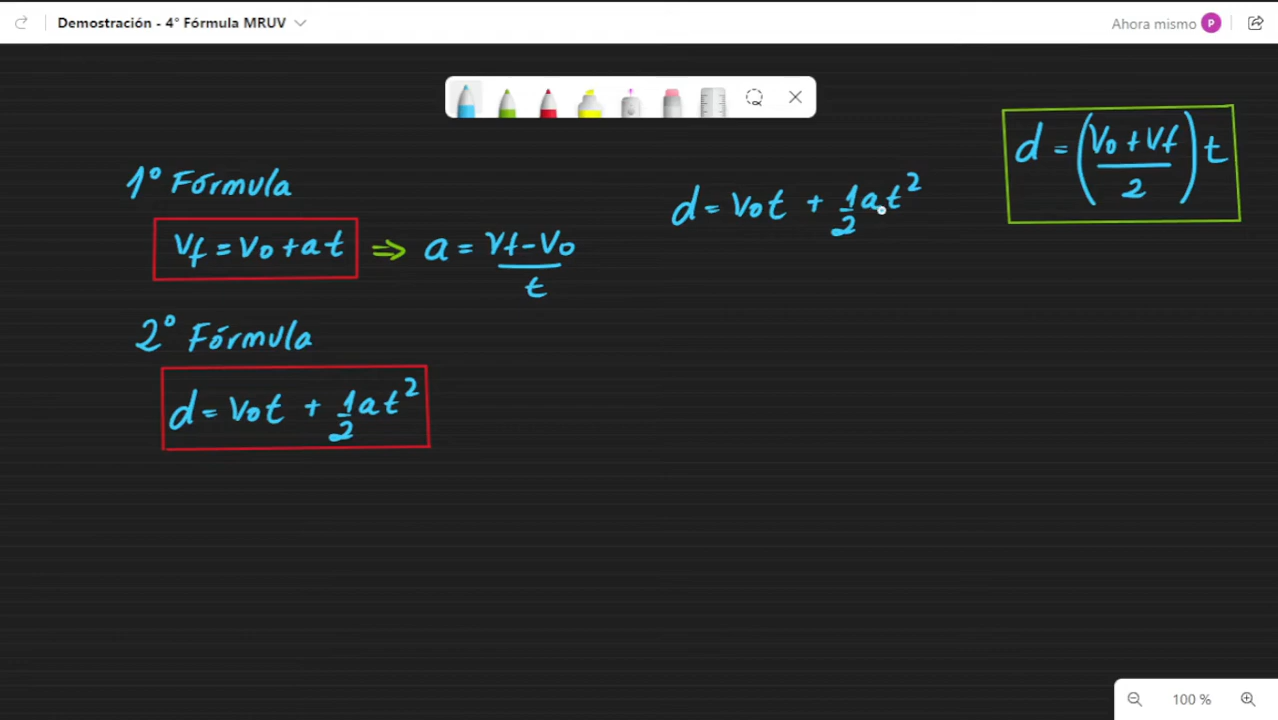 Demostración - 4° Fórmula MRUV
Ahora mismo P
1° Fórmula
Vf = Vo + at ⇒ a = (Vf - Vo)/t
2° Fórmula
d = Vot + 1/2 at²
d = Vot + 1/2 at²
d = ((Vo + Vf)/2) t
100 %